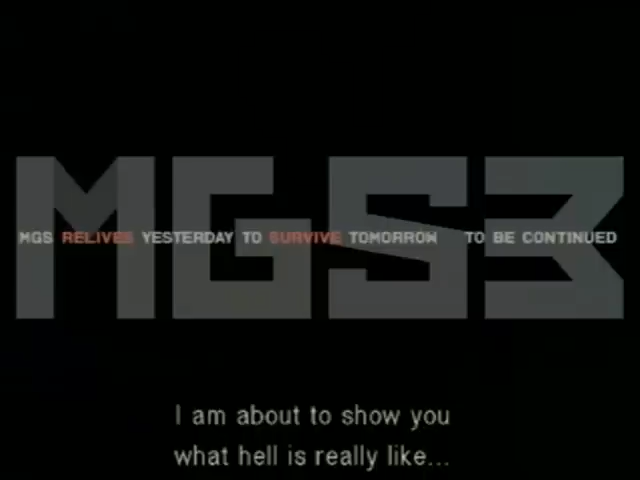 MGS3
MGS RELIVES YESTERDAY TO SURVIVE TOMORROW TO BE CONTINUED
I am about to show you
what hell is really like...